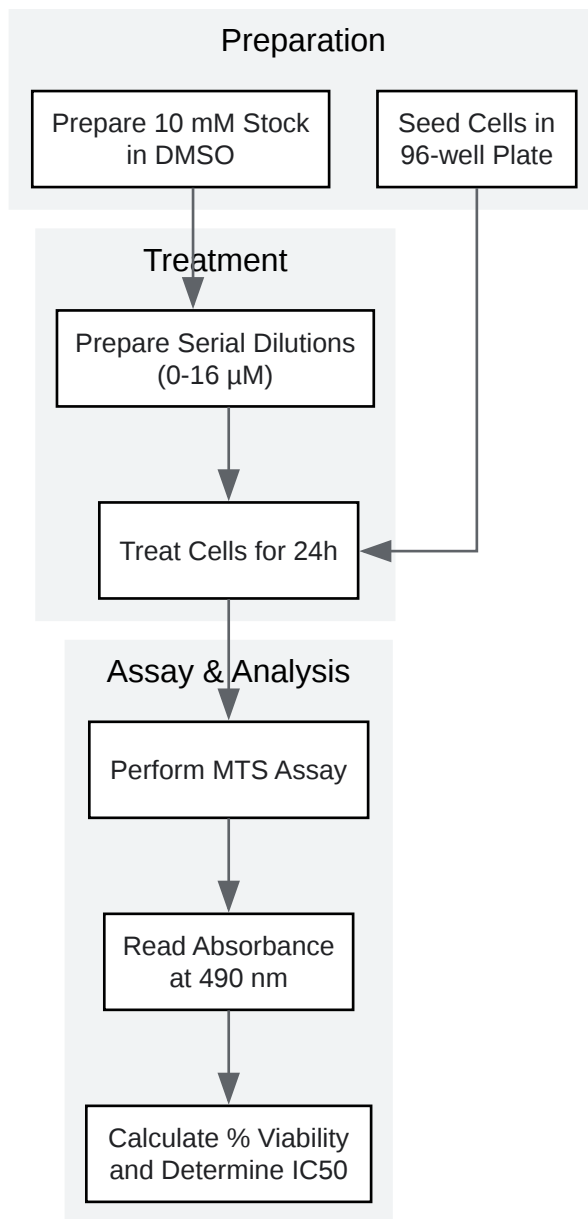 Preparation
Prepare 10 mM Stock
in DMSO
Seed Cells in
96-well Plate
Treatment
Prepare Serial Dilutions
(0-16 µM)
Treat Cells for 24h
Assay & Analysis
Perform MTS Assay
Read Absorbance
at 490 nm
Calculate % Viability
and Determine IC50